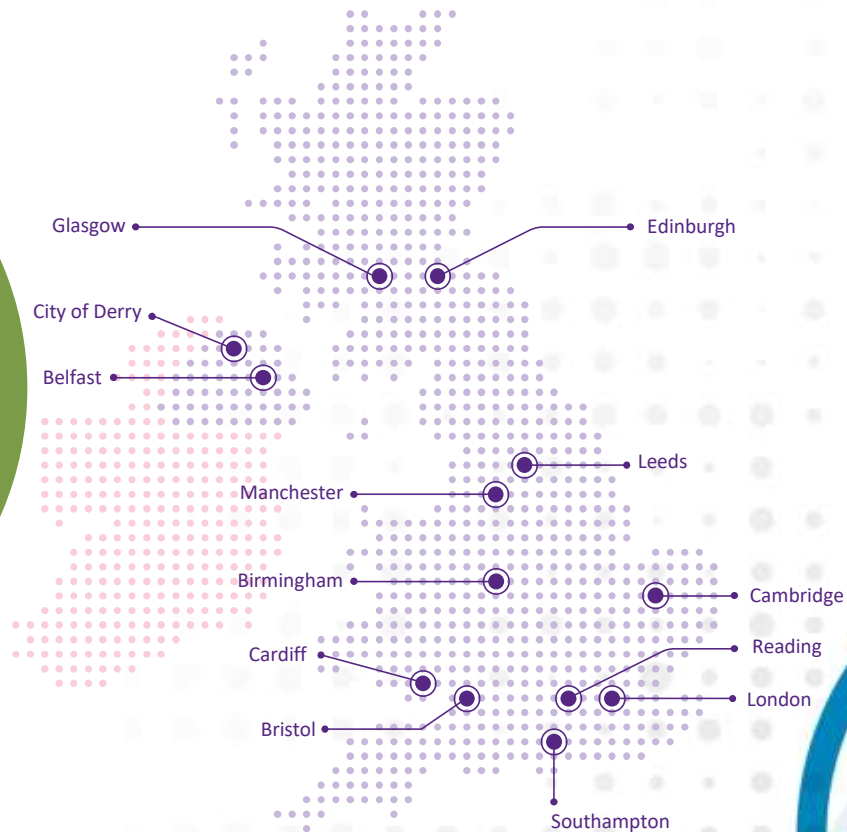 Glasgow
Edinburgh
City of Derry
Belfast
Leeds
Manchester
Birmingham
Cambridge
Cardiff
Reading
London
Bristol
Southampton